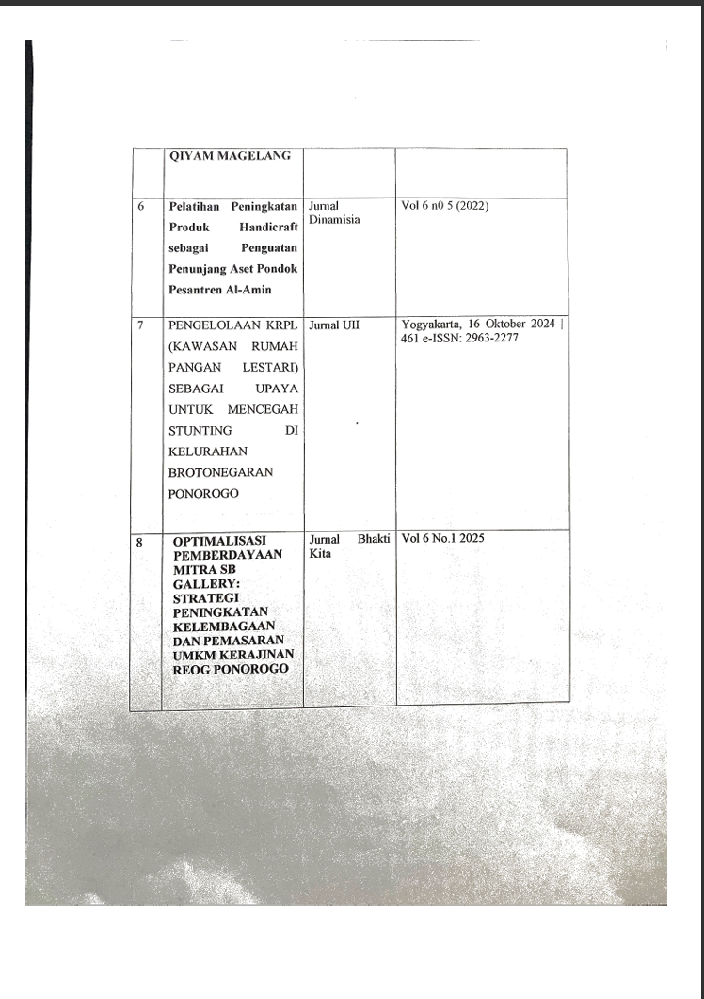 QIYAM MAGELANG
6
Pelatihan Peningkatan
Produk Handicraft
sebagai Penguatan
Penunjang Aset Pondok
Pesantren Al-Amin
Jurnal
Dinamisia
Vol 6 n0 5 (2022)
7
PENGELOLAAN KRPL
(KAWASAN RUMAH
PANGAN LESTARI)
SEBAGAI UPAYA
UNTUK MENCEGAH
STUNTING DI
KELURAHAN
BROTONEGARAN
PONOROGO
Jurnal UII
Yogyakarta, 16 Oktober 2024 |
461 e-ISSN: 2963-2277
8
OPTIMALISASI
PEMBERDAYAAN
MITRA SB
GALLERY:
STRATEGI
PENINGKATAN
KELEMBAGAAN
DAN PEMASARAN
UMKM KERAJINAN
REOG PONOROGO
Jurnal Bhakti
Kita
Vol 6 No.1 2025